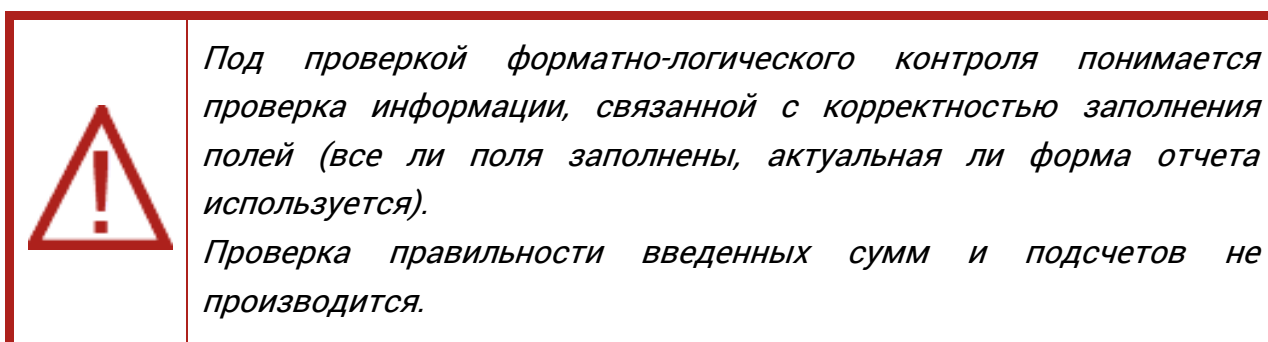 Под проверкой форматно-логического контроля понимается
проверка информации, связанной с корректностью заполнения
полей (все ли поля заполнены, актуальная ли форма отчета
используется).
Проверка правильности введенных сумм и подсчетов не
производится.